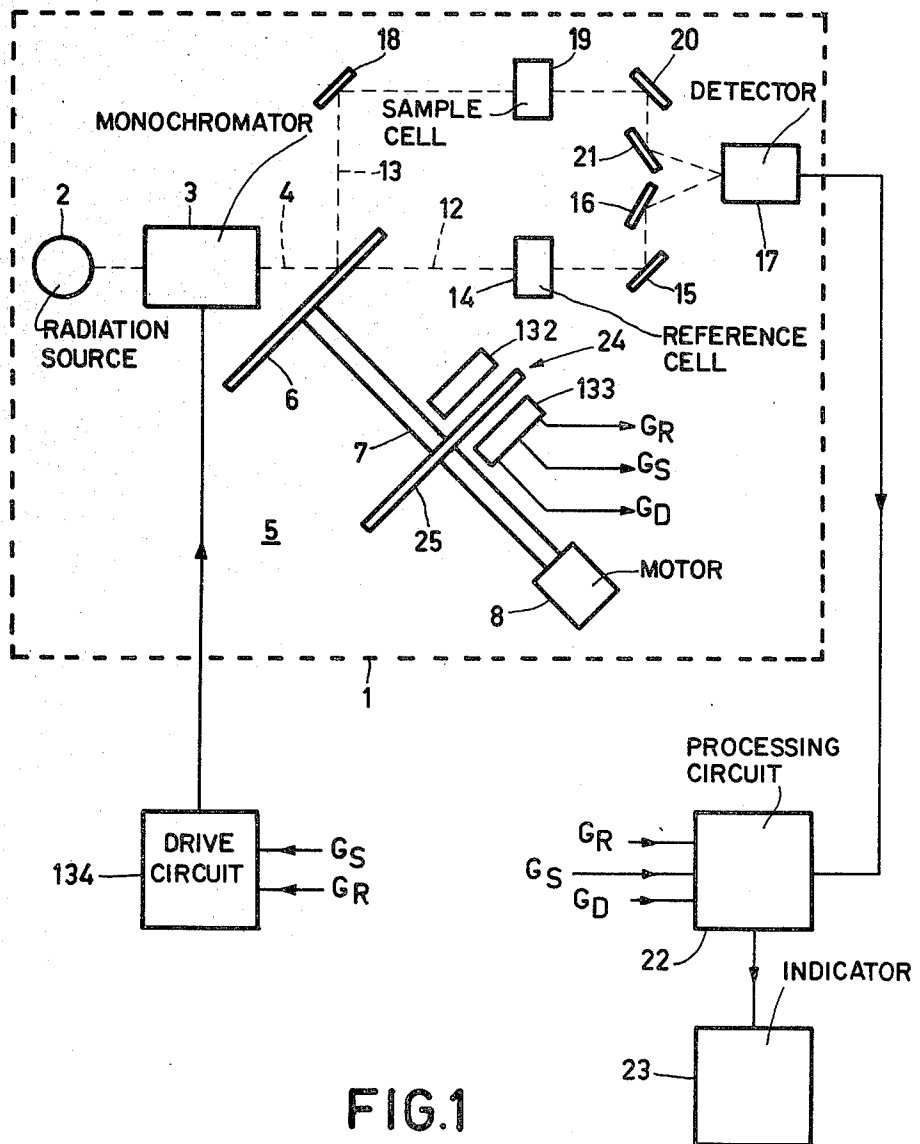 18
19
20
MONOCHROMATOR
SAMPLE
CELL
DETECTOR
2
3
4
13
12
21
16
17
14
15
RADIATION
SOURCE
REFERENCE
CELL
6
132
24
133
7
GR
GS
GD
25
5
MOTOR
8
1
PROCESSING
CIRCUIT
DRIVE
CIRCUIT
134
GS
GR
GR
GS
GD
22
INDICATOR
23
FIG.1